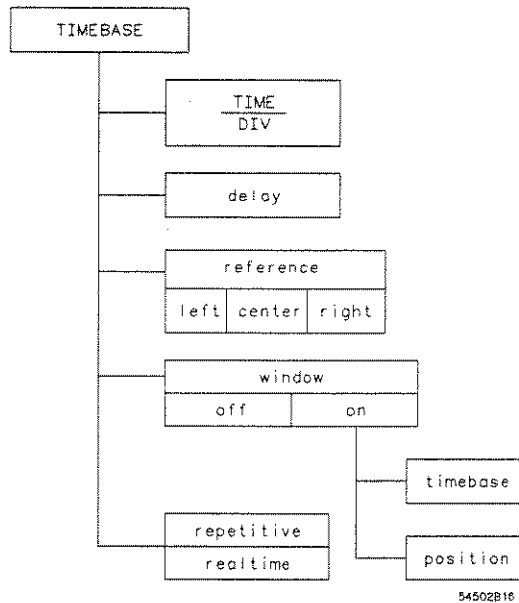 TIMEBASE
TIME
DIV
delay
reference
left center right
window
off on
timebase
repetitive
realtime
position
54502B16